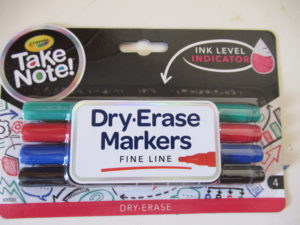 Crayola
Take
Note!
INK LEVEL
INDICATOR
Dry-Erase
Markers
FINE LINE
4
DRY-ERASE